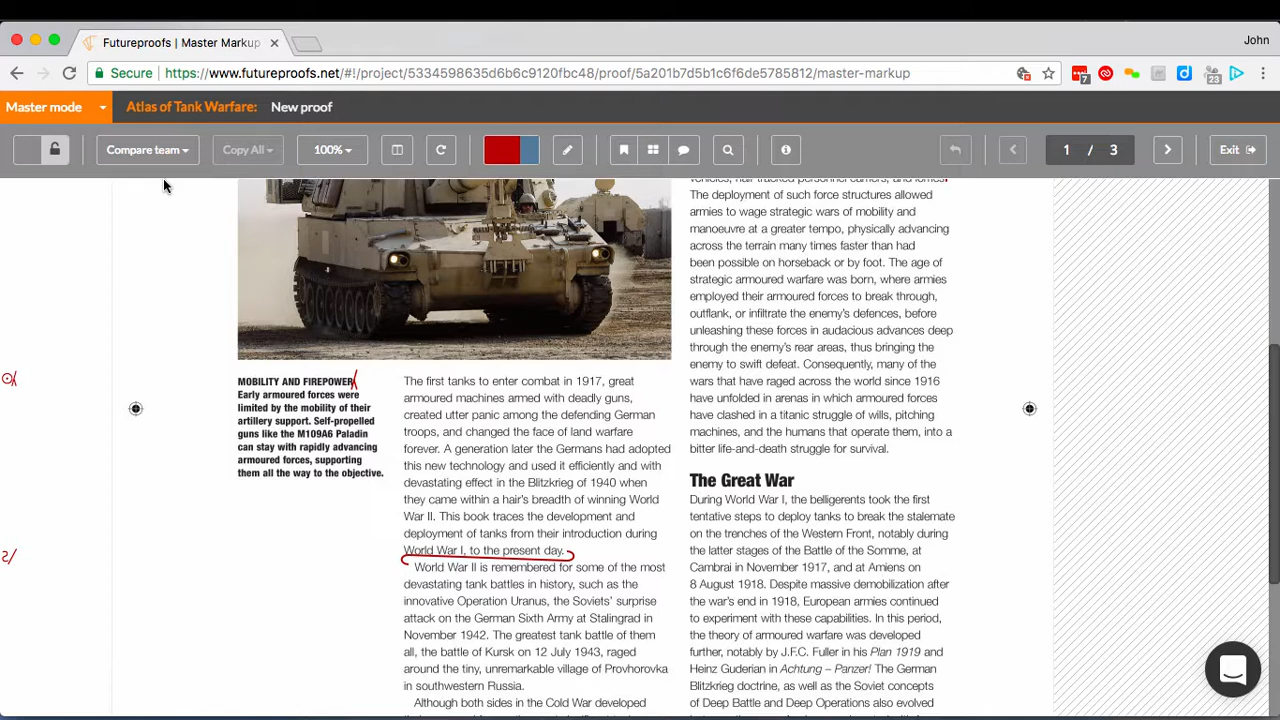 Futureproofs | Master Markup
John
Secure
https://www.futureproofs.net/#!/project/5334598635d6b6c9120fbc48/proof/5a201b7d5b1c6f6de5785812/master-markup
7
23
Master mode
Atlas of Tank Warfare:
New proof
Compare team
Copy All
100%
1 / 3
Exit
MOBILITY AND FIREPOWER
Early armoured forces were
limited by the mobility of their
artillery support. Self-propelled
guns like the M109A6 Paladin
can stay with rapidly advancing
armoured forces, supporting
them all the way to the objective.
The first tanks to enter combat in 1917, great
armoured machines armed with deadly guns,
created utter panic among the defending German
troops, and changed the face of land warfare
forever. A generation later the Germans had adopted
this new technology and used it efficiently and with
devastating effect in the Blitzkrieg of 1940 when
they came within a hair's breadth of winning World
War II. This book traces the development and
deployment of tanks from their introduction during
World War I, to the present day.
World War II is remembered for some of the most
devastating tank battles in history, such as the
innovative Operation Uranus, the Soviets' surprise
attack on the German Sixth Army at Stalingrad in
November 1942. The greatest tank battle of them
all, the battle of Kursk on 12 July 1943, raged
around the tiny, unremarkable village of Provhorovka
in southwestern Russia.
Although both sides in the Cold War developed
vehicles, half tracked personnel carriers, and forces
The deployment of such force structures allowed
armies to wage strategic wars of mobility and
manoeuvre at a greater tempo, physically advancing
across the terrain many times faster than had
been possible on horseback or by foot. The age of
strategic armoured warfare was born, where armies
employed their armoured forces to break through,
outflank, or infiltrate the enemy's defences, before
unleashing these forces in audacious advances deep
through the enemy's rear areas, thus bringing the
enemy to swift defeat. Consequently, many of the
wars that have raged across the world since 1916
have unfolded in arenas in which armoured forces
have clashed in a titanic struggle of wills, pitching
machines, and the humans that operate them, into a
bitter life-and-death struggle for survival.
The Great War
During World War I, the belligerents took the first
tentative steps to deploy tanks to break the stalemate
on the trenches of the Western Front, notably during
the latter stages of the Battle of the Somme, at
Cambrai in November 1917, and at Amiens on
8 August 1918. Despite massive demobilization after
the war's end in 1918, European armies continued
to experiment with these capabilities. In this period,
the theory of armoured warfare was developed
further, notably by J.F.C. Fuller in his Plan 1919 and
Heinz Guderian in Achtung – Panzer! The German
Blitzkrieg doctrine, as well as the Soviet concepts
of Deep Battle and Deep Operations also evolved